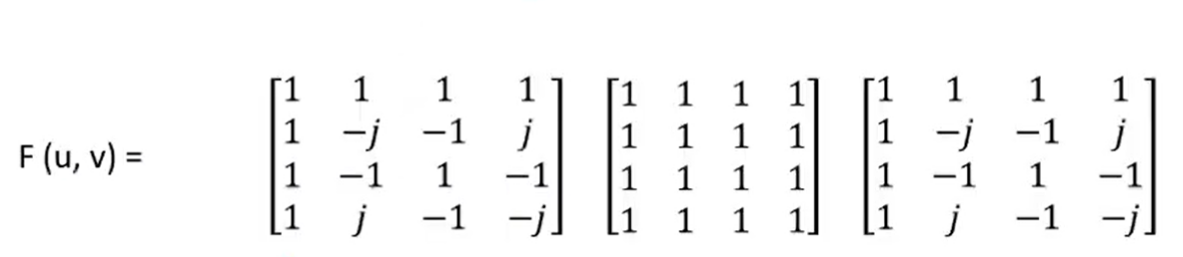 [1 1 1 1] [1 1 1 1] [1 1 1 1]
[1 −j −1 j] [1 1 1 1] [1 −j −1 j]
F (u, v) =
[1 −1 1 −1] [1 1 1 1] [1 −1 1 −1]
[1 j −1 −j] [1 1 1 1] [1 j −1 −j]